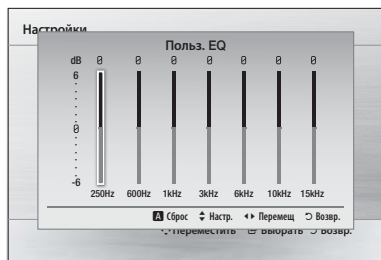 Настройки
Польз. EQ
dB 0 0 0 0 0 0 0
6
0
-6
250Hz 600Hz 1kHz 3kHz 6kHz 10kHz 15kHz
A Сброс Настр. Перемещ Возвр.
Переместить Выбрать Возвр.